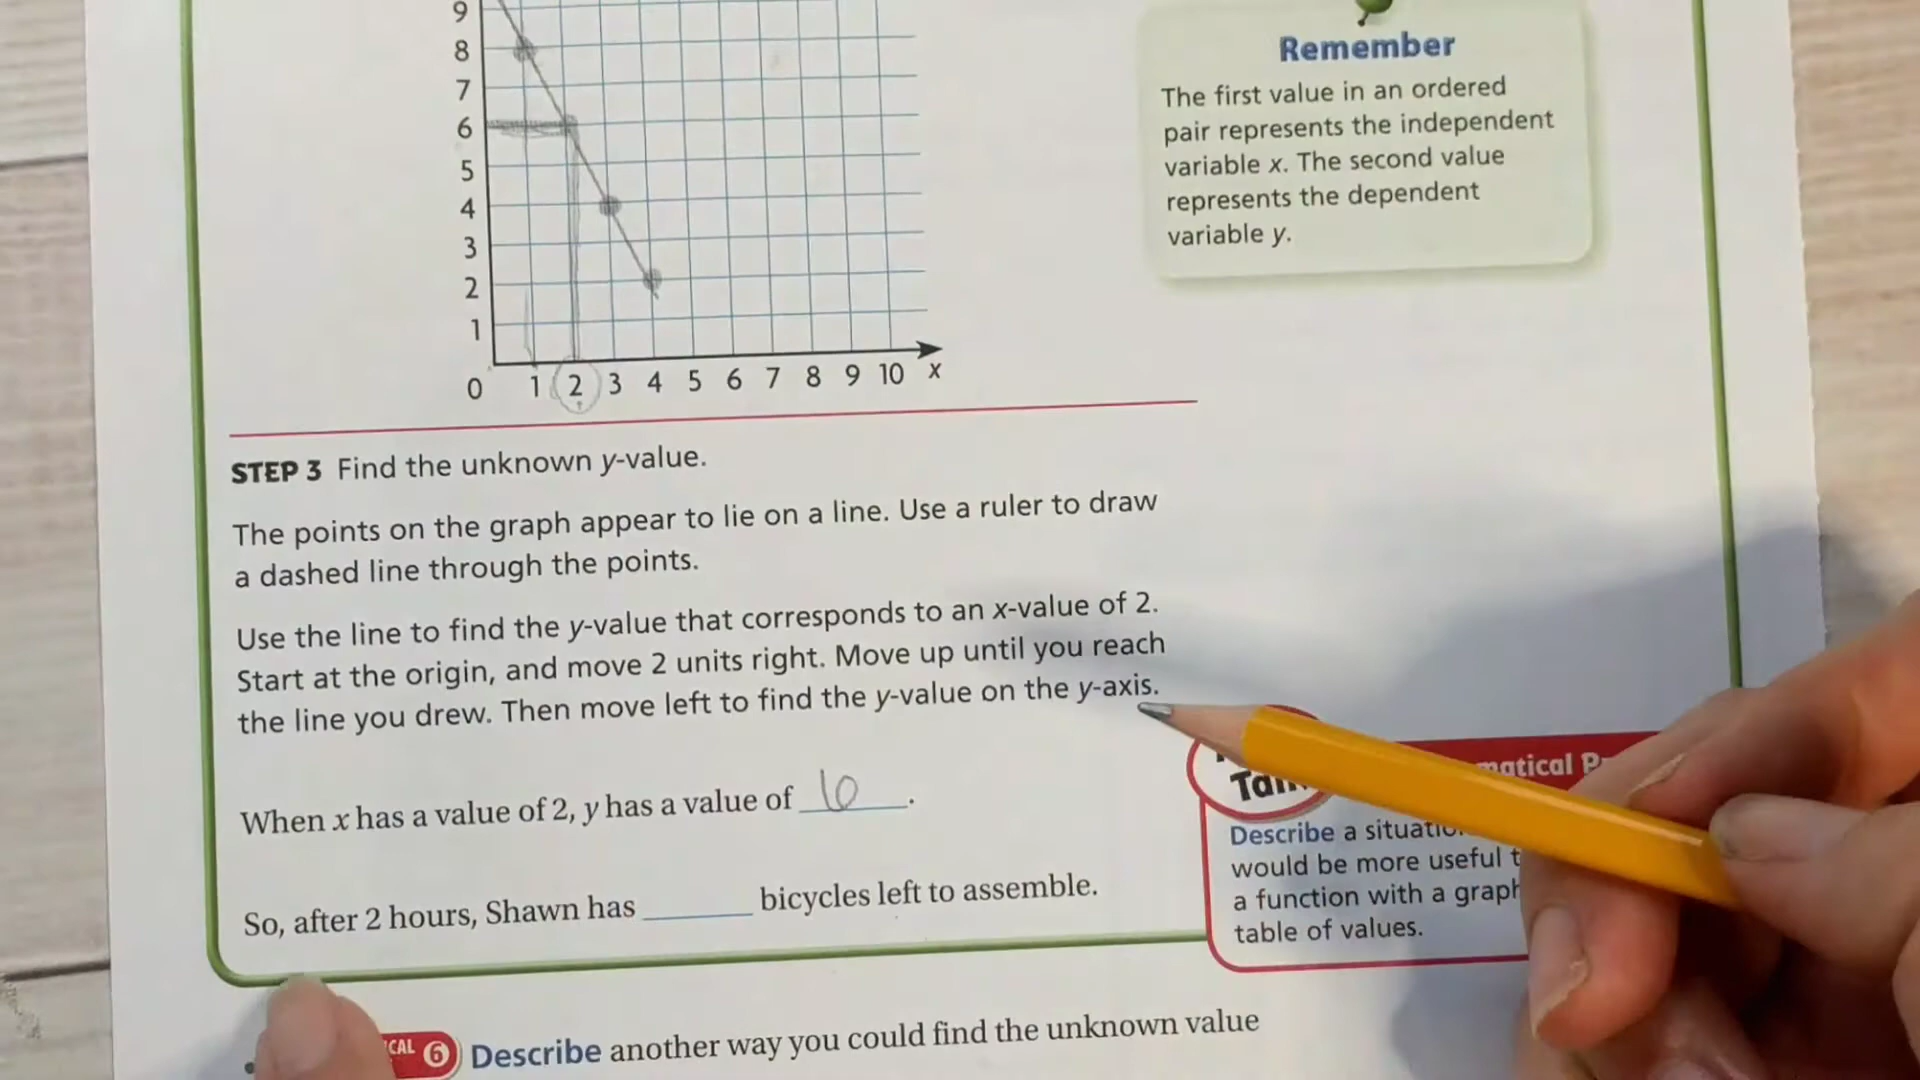 9
8
7
6
5
4
3
2
1
0 1 2 3 4 5 6 7 8 9 10 x
Remember
The first value in an ordered
pair represents the independent
variable x. The second value
represents the dependent
variable y.
STEP 3 Find the unknown y-value.
The points on the graph appear to lie on a line. Use a ruler to draw
a dashed line through the points.
Use the line to find the y-value that corresponds to an x-value of 2.
Start at the origin, and move 2 units right. Move up until you reach
the line you drew. Then move left to find the y-value on the y-axis.
When x has a value of 2, y has a value of 6.
So, after 2 hours, Shawn has ______ bicycles left to assemble.
Describe a
would be more useful
a function with a graph
table of values.
6 Describe another way you could find the unknown value